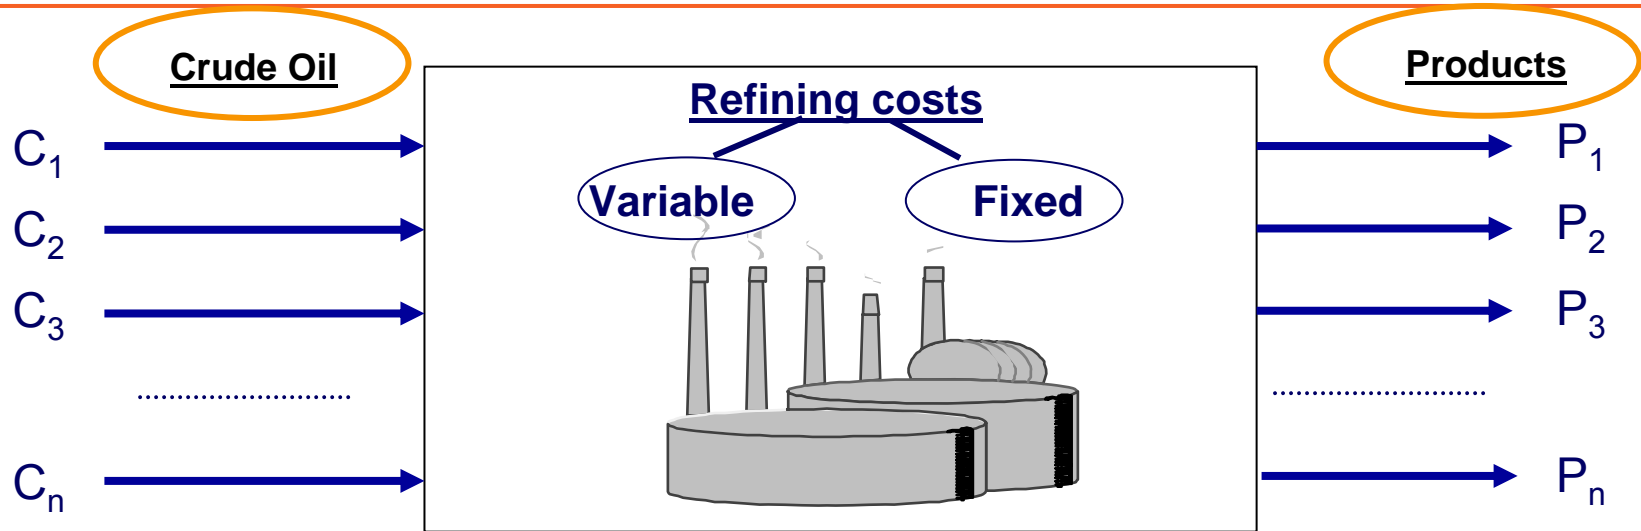 Crude Oil
Products
Refining costs
Variable
Fixed
C1
P1
C2
P2
C3
P3
..........................
..........................
Cn
Pn